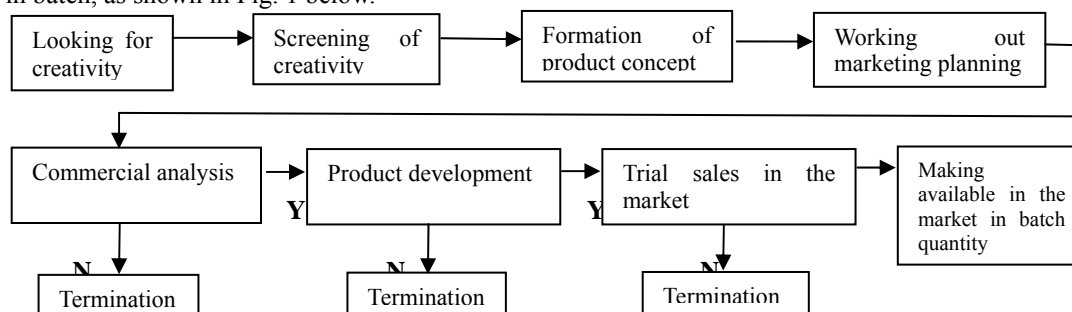 in batch, as shown in Fig. 1 below.
Looking for
creativity
Screening of
creativity
Formation of
product concept
Working out
marketing planning
Commercial analysis
Product development
Trial sales in the
market
Making
available in the
market in batch
quantity
Y
Y
N
N
N
Termination
Termination
Termination